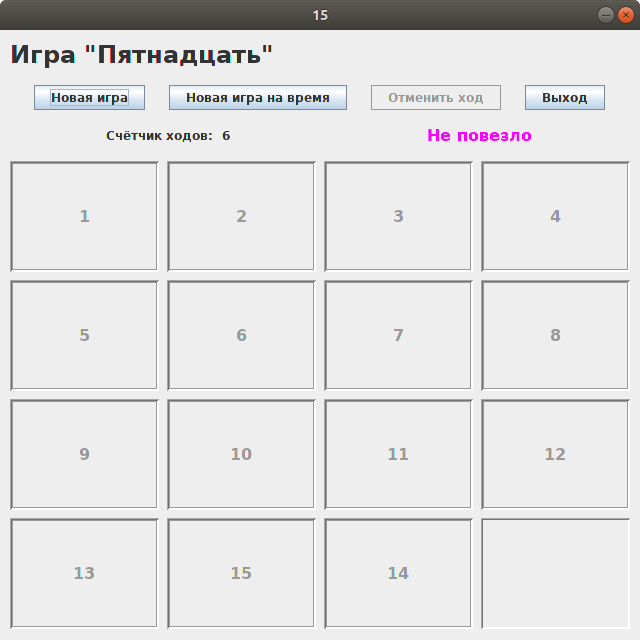 15
Игра "Пятнадцать"
Новая игра Новая игра на время Отменить ход Выход
Счётчик ходов: 6 Не повезло
1 2 3 4
5 6 7 8
9 10 11 12
13 15 14